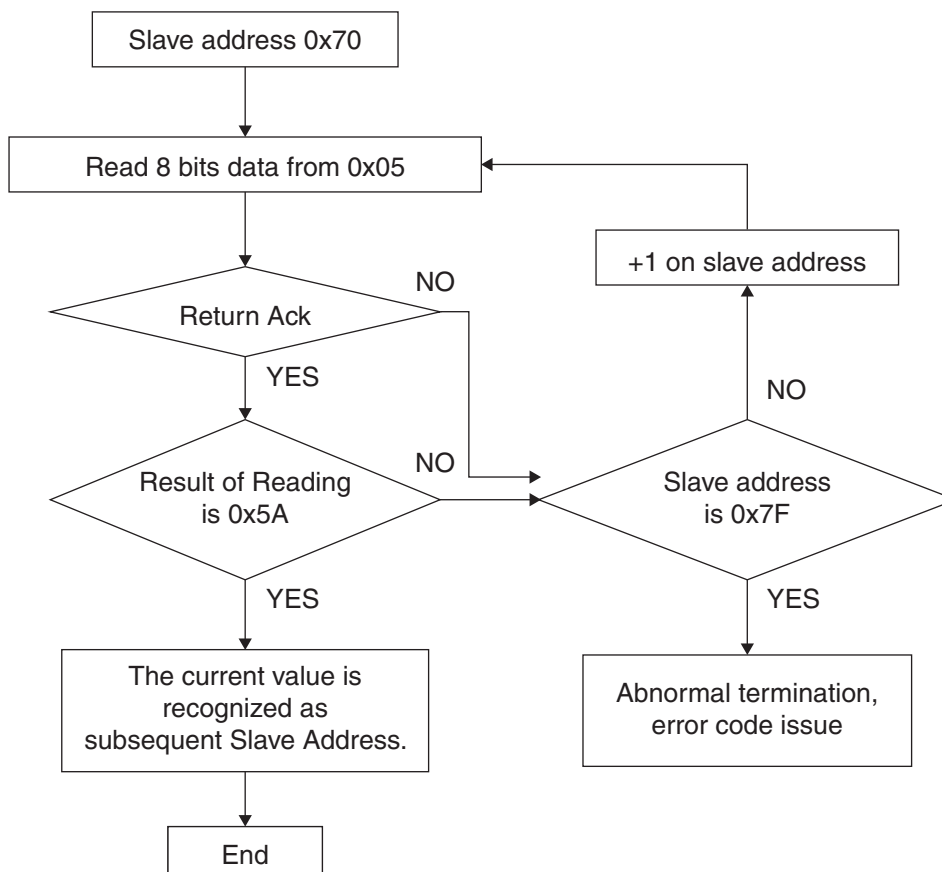 Slave address 0x70
Read 8 bits data from 0x05
+1 on slave address
NO
Return Ack
YES
NO
NO
Result of Reading
is 0x5A
Slave address
is 0x7F
YES
YES
The current value is
recognized as
subsequent Slave Address.
Abnormal termination,
error code issue
End